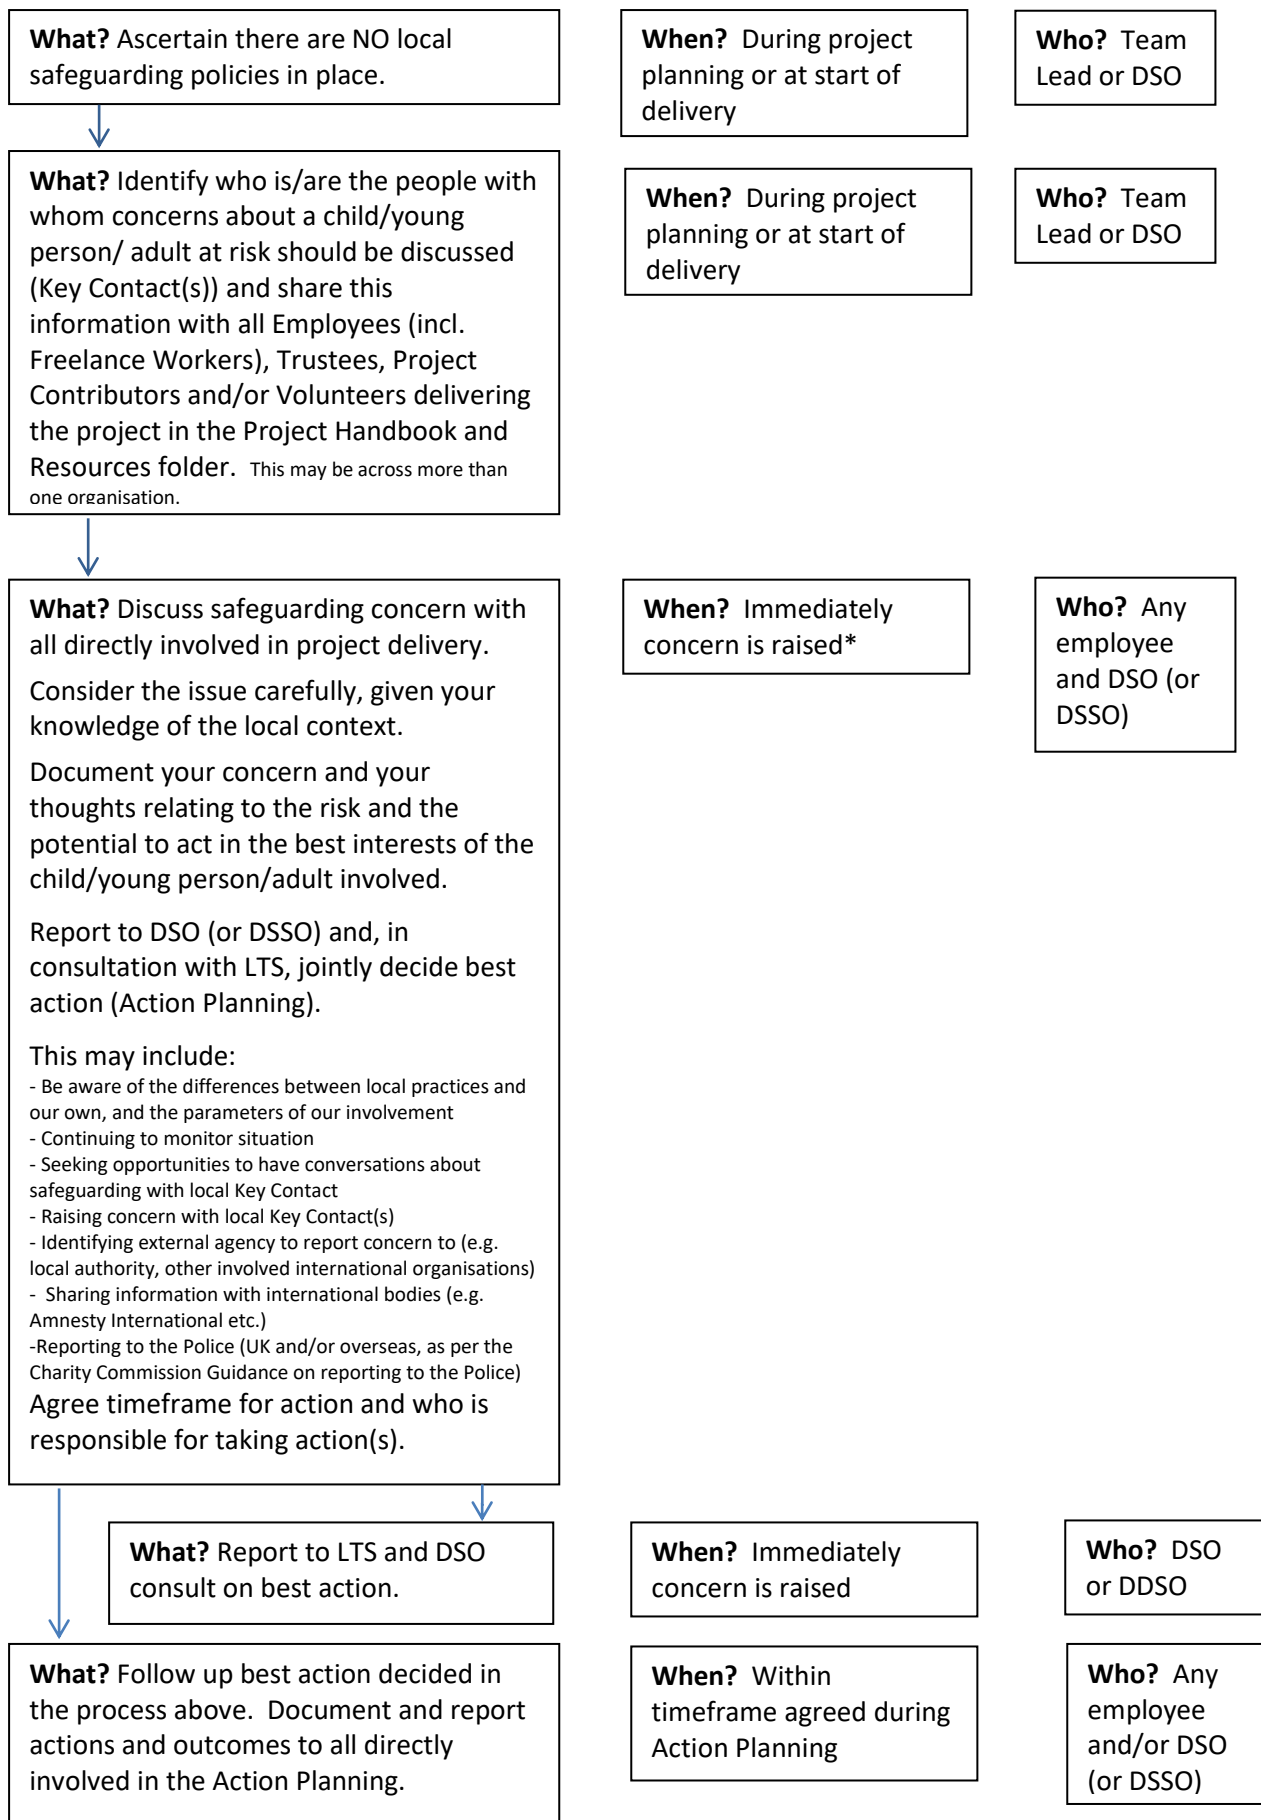 What? Ascertain there are NO local
safeguarding policies in place.
When? During project
planning or at start of
delivery
Who? Team
Lead or DSO
What? Identify who is/are the people with
whom concerns about a child/young
person/ adult at risk should be discussed
(Key Contact(s)) and share this
information with all Employees (incl.
Freelance Workers), Trustees, Project
Contributors and/or Volunteers delivering
the project in the Project Handbook and
Resources folder. This may be across more than
one organisation.
When? During project
planning or at start of
delivery
Who? Team
Lead or DSO
What? Discuss safeguarding concern with
all directly involved in project delivery.
Consider the issue carefully, given your
knowledge of the local context.
Document your concern and your
thoughts relating to the risk and the
potential to act in the best interests of the
child/young person/adult involved.
Report to DSO (or DSSO) and, in
consultation with LTS, jointly decide best
action (Action Planning).
This may include:
- Be aware of the differences between local practices and
our own, and the parameters of our involvement
- Continuing to monitor situation
- Seeking opportunities to have conversations about
safeguarding with local Key Contact
- Raising concern with local Key Contact(s)
- Identifying external agency to report concern to (e.g.
local authority, other involved international organisations)
- Sharing information with international bodies (e.g.
Amnesty International etc.)
-Reporting to the Police (UK and/or overseas, as per the
Charity Commission Guidance on reporting to the Police)
Agree timeframe for action and who is
responsible for taking action(s).
When? Immediately
concern is raised*
Who? Any
employee
and DSO (or
DSSO)
What? Report to LTS and DSO
consult on best action.
When? Immediately
concern is raised
Who? DSO
or DDSO
What? Follow up best action decided in
the process above. Document and report
actions and outcomes to all directly
involved in the Action Planning.
When? Within
timeframe agreed during
Action Planning
Who? Any
employee
and/or DSO
(or DSSO)